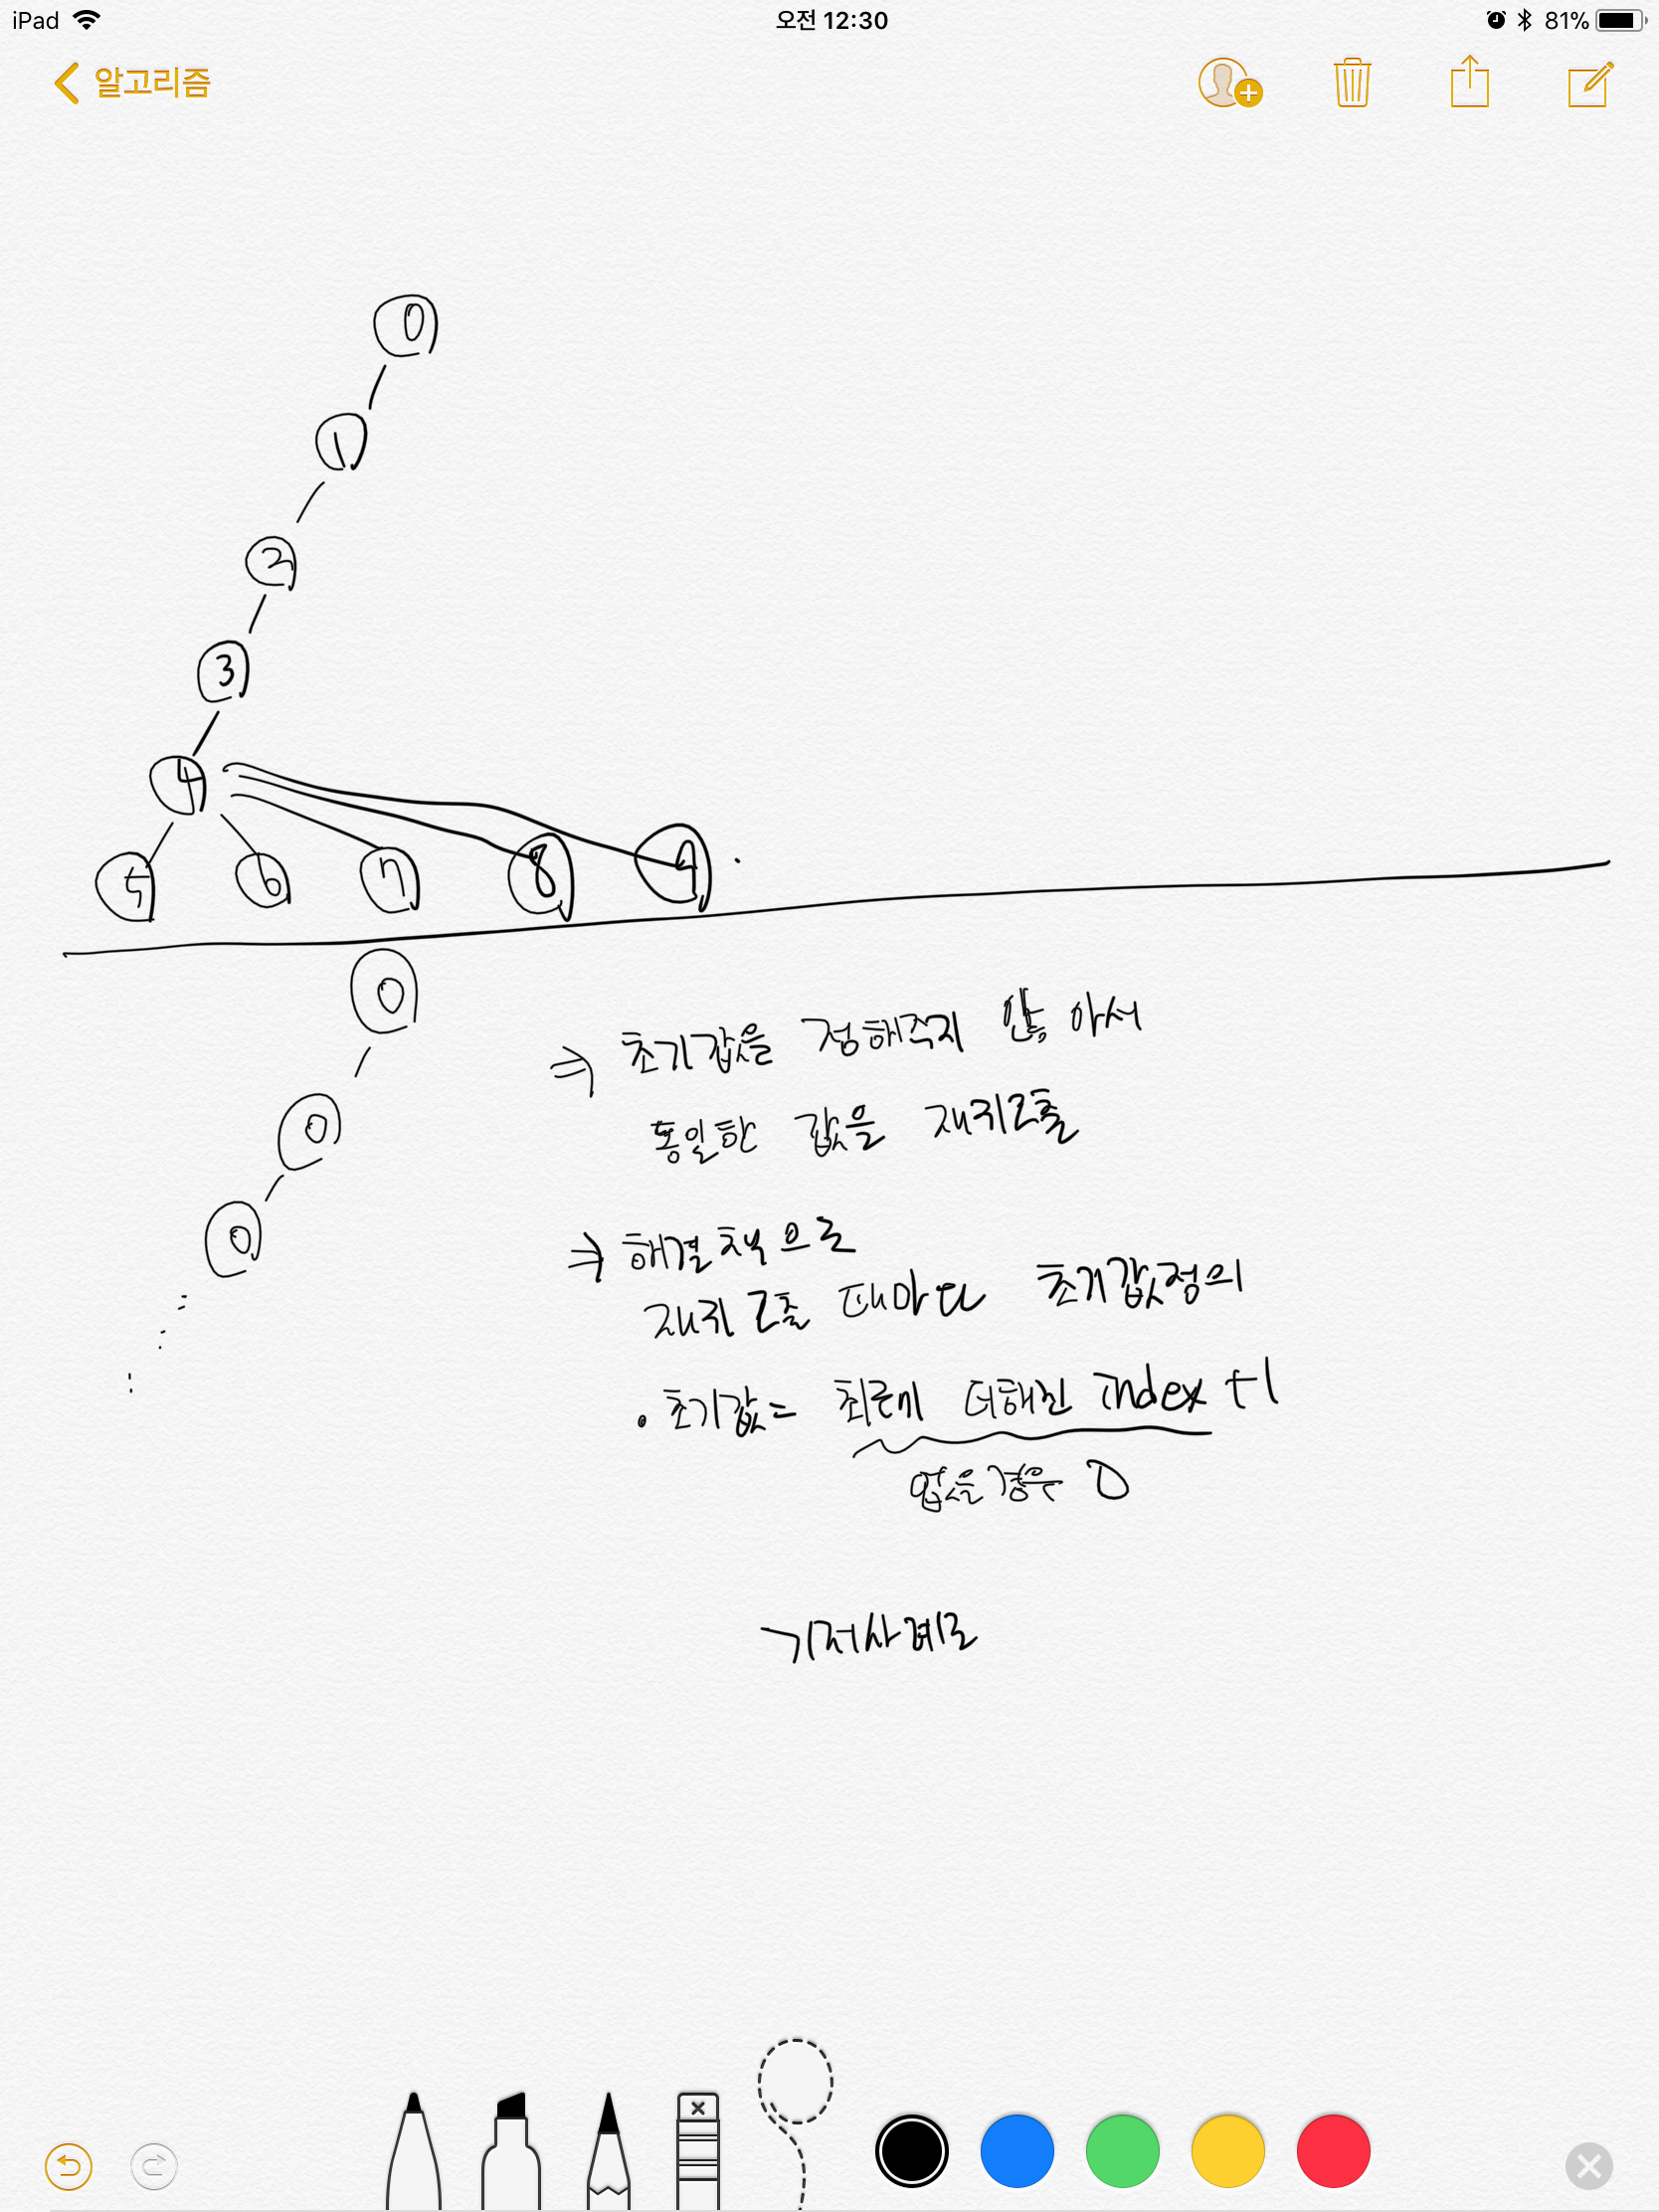 iPad
오전 12:30
81%
알고리즘
0
1
2
3
4
5 6 7 8 9
0
0
0
⇒ 초기값을 정해주지 않아서
동일한 값을 재귀호출
⇒ 해결책으로
재귀호출 때마다 초기값정의
• 초기값 = 최근에 더해진 index +1
없을경우 0
기저사례로